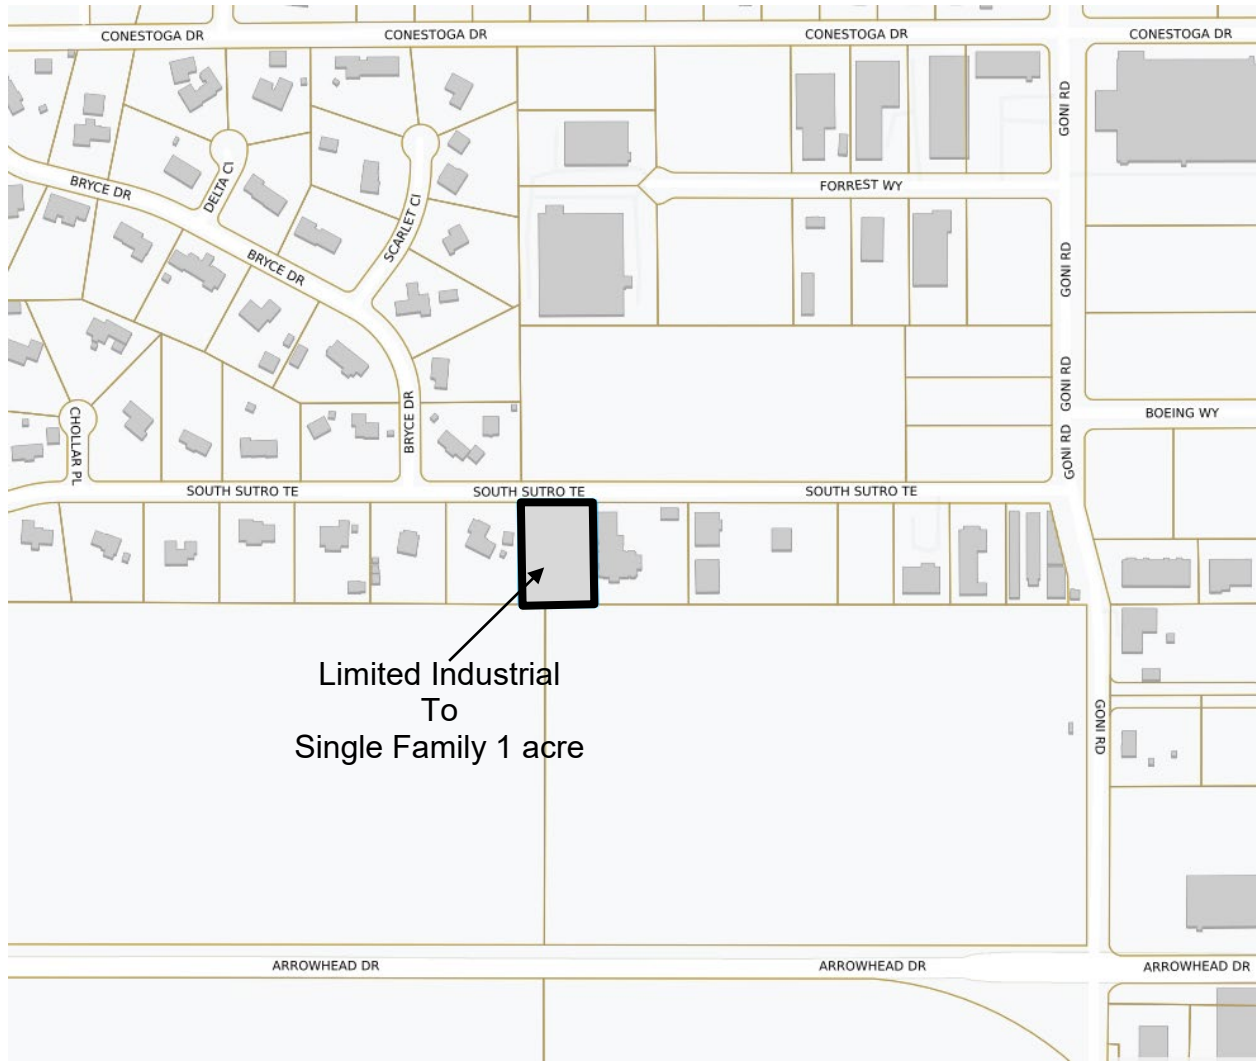 CONESTOGA DR
CONESTOGA DR
CONESTOGA DR
CONESTOGA DR
GONI RD
BRYCE DR
DELTA CI
SCARLET CI
FORREST WY
BRYCE DR
GONI RD
GONI RD
BRYCE DR
BOEING WY
CHOLLAR PL
GONI RD
SOUTH SUTRO TE
SOUTH SUTRO TE
SOUTH SUTRO TE
Limited Industrial
To
Single Family 1 acre
GONI RD
ARROWHEAD DR
ARROWHEAD DR
ARROWHEAD DR